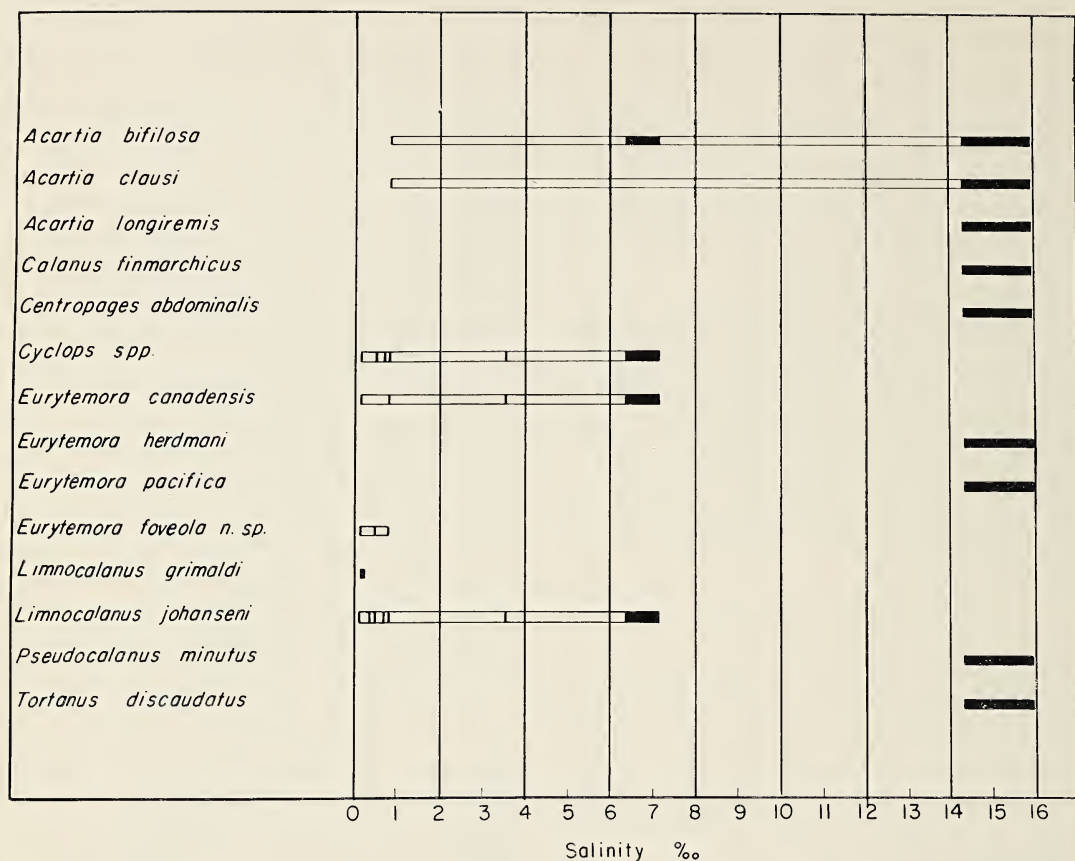 Acartia bifilosa
Acartia clausi
Acartia longiremis
Calanus finmarchicus
Centropages abdominalis
Cyclops spp.
Eurytemora canadensis
Eurytemora herdmani
Eurytemora pacifica
Eurytemora foveola n. sp.
Limnocalanus grimaldi
Limnocalanus johanseni
Pseudocalanus minutus
Tortanus discaudatus
0 1 2 3 4 5 6 7 8 9 10 11 12 13 14 15 16
Salinity ‰